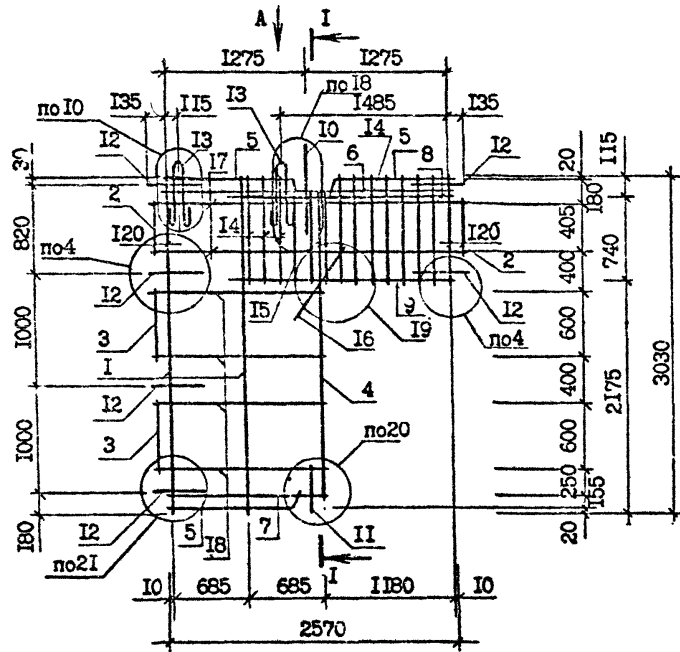 А I
I275 I275
по I8
I35 II5 I3 I485 I35
по I0 I3 I0 I4
I2 I7 5 6 5 8 I2
30 20 II5
I80
2 I20 I4 I20 2
820 405 740
по4 400
I2 I5 I6 9 I9 I2 по4
3 600
I000 I 4 400 2I75 3030
I2
3 по20 600
I000
250
I55
I2 5 I8 7 II
I80 по2I 20
I
I0 685 685 II80 I0
2570